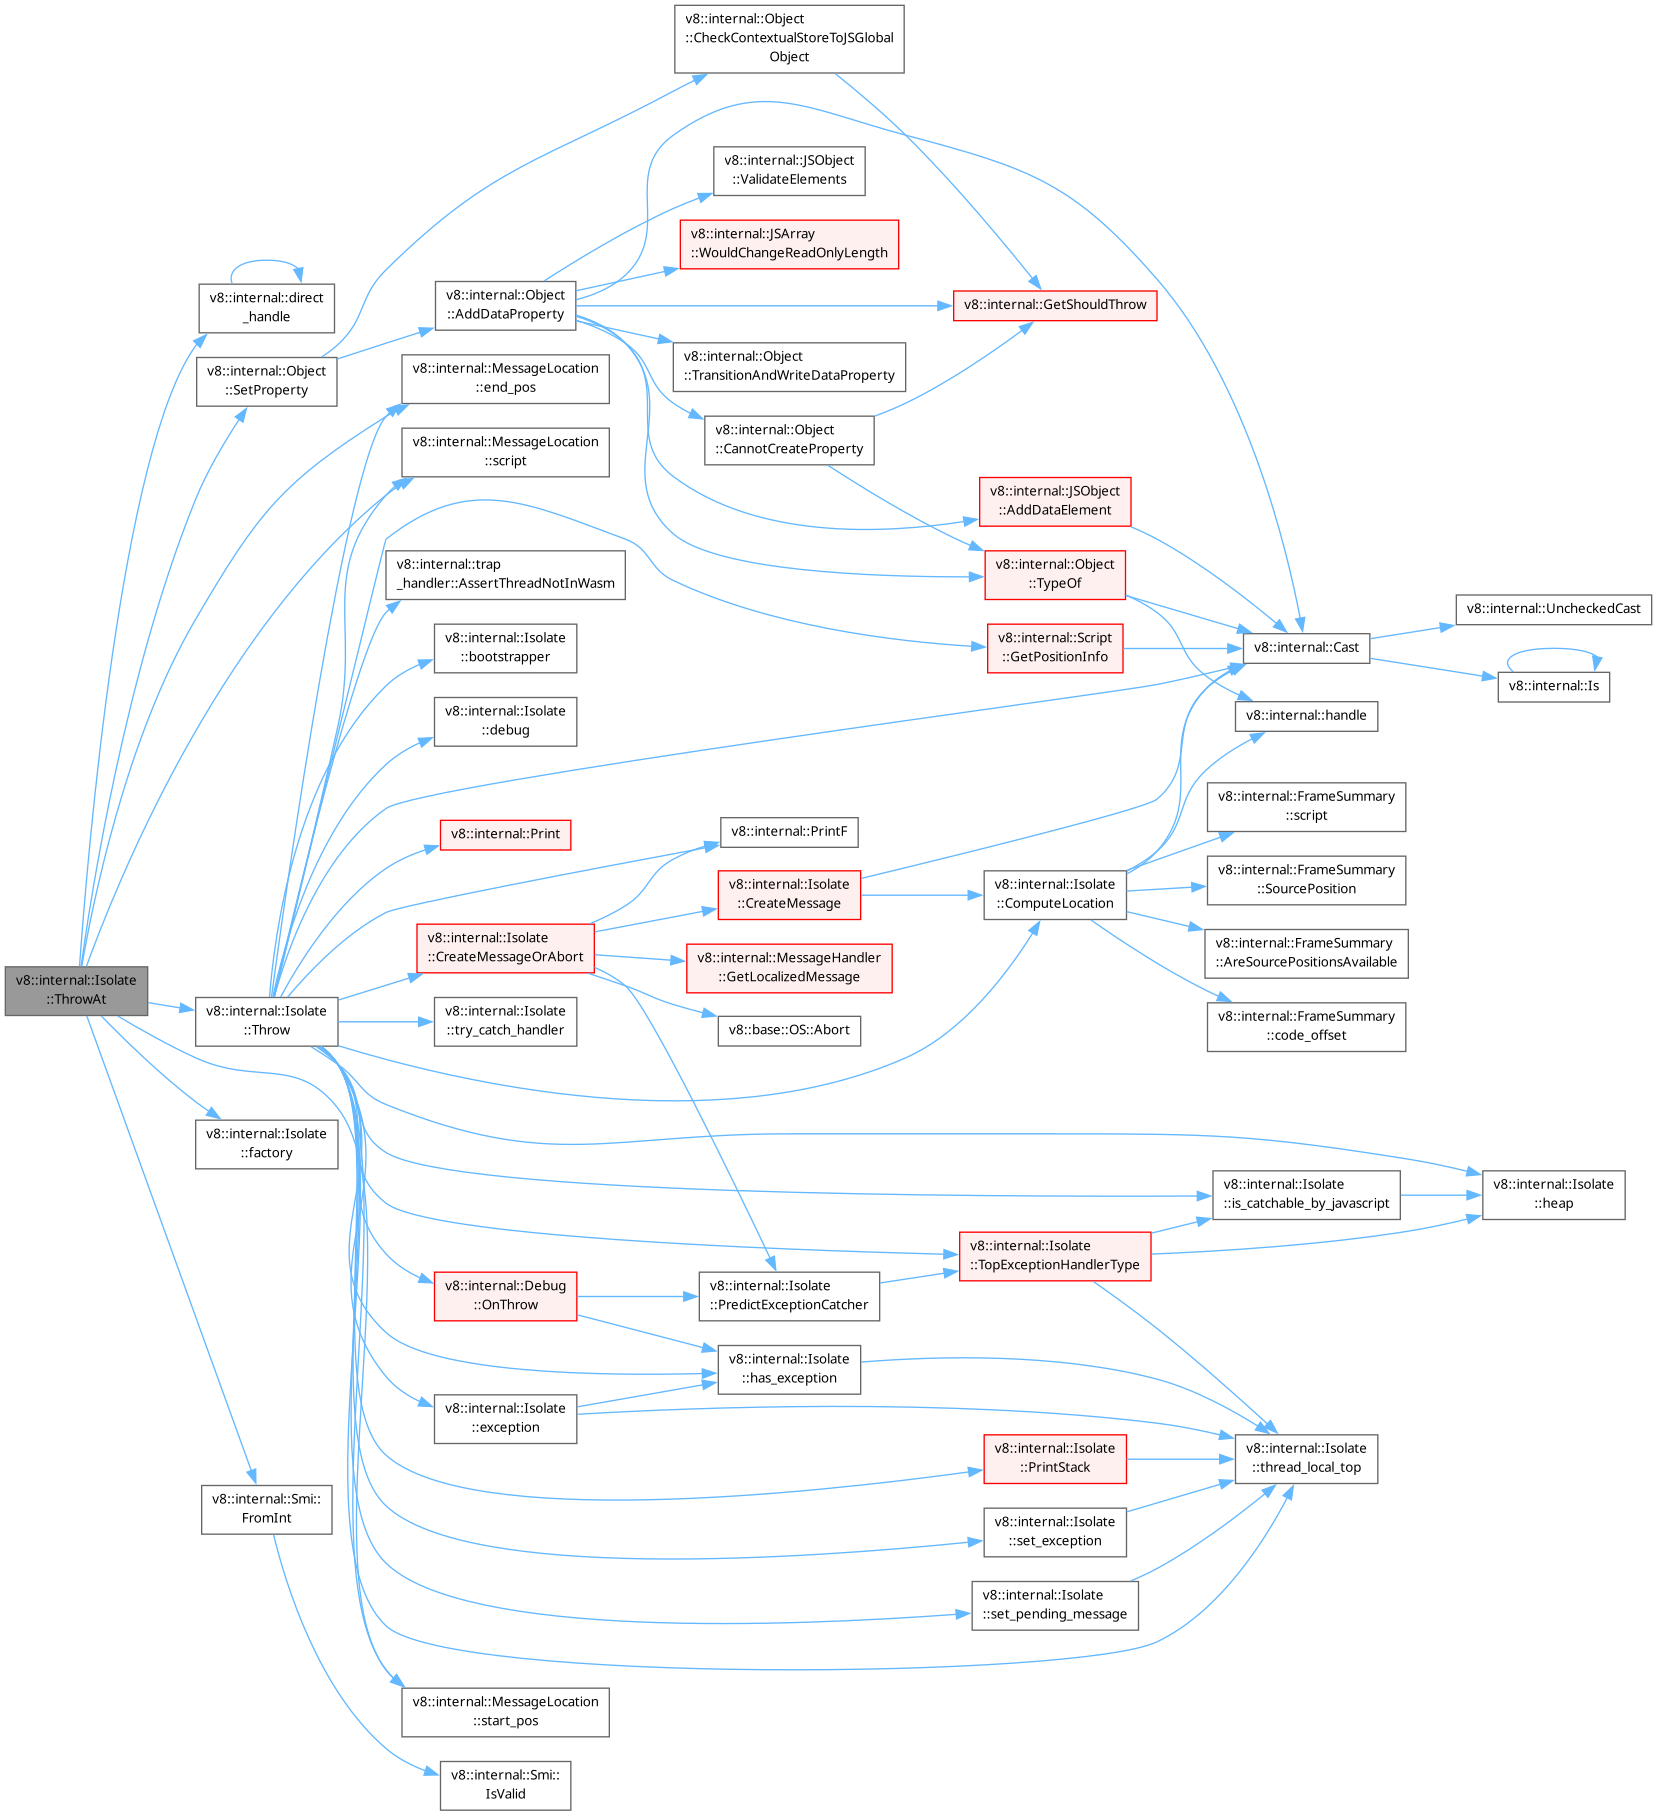 v8::internal::Object
::CheckContextualStoreToJSGlobal
Object
v8::internal::JSObject
::ValidateElements
v8::internal::JSArray
::WouldChangeReadOnlyLength
v8::internal::direct
_handle
v8::internal::Object
::AddDataProperty
v8::internal::GetShouldThrow
v8::internal::Object
::SetProperty
v8::internal::MessageLocation
::end_pos
v8::internal::Object
::TransitionAndWriteDataProperty
v8::internal::MessageLocation
::script
v8::internal::Object
::CannotCreateProperty
v8::internal::JSObject
::AddDataElement
v8::internal::trap
_handler::AssertThreadNotInWasm
v8::internal::Object
::TypeOf
v8::internal::UncheckedCast
v8::internal::Isolate
::bootstrapper
v8::internal::Script
::GetPositionInfo
v8::internal::Cast
v8::internal::Is
v8::internal::Isolate
::debug
v8::internal::handle
v8::internal::FrameSummary
::script
v8::internal::Print
v8::internal::PrintF
v8::internal::Isolate
::CreateMessage
v8::internal::Isolate
::ComputeLocation
v8::internal::FrameSummary
::SourcePosition
v8::internal::Isolate
::CreateMessageOrAbort
v8::internal::MessageHandler
::GetLocalizedMessage
v8::internal::FrameSummary
::AreSourcePositionsAvailable
v8::internal::Isolate
::ThrowAt
v8::internal::Isolate
::Throw
v8::internal::Isolate
::try_catch_handler
v8::base::OS::Abort
v8::internal::FrameSummary
::code_offset
v8::internal::Isolate
::factory
v8::internal::Isolate
::is_catchable_by_javascript
v8::internal::Isolate
::heap
v8::internal::Isolate
::TopExceptionHandlerType
v8::internal::Debug
::OnThrow
v8::internal::Isolate
::PredictExceptionCatcher
v8::internal::Isolate
::has_exception
v8::internal::Isolate
::exception
v8::internal::Isolate
::PrintStack
v8::internal::Isolate
::thread_local_top
v8::internal::Smi::
FromInt
v8::internal::Isolate
::set_exception
v8::internal::Isolate
::set_pending_message
v8::internal::MessageLocation
::start_pos
v8::internal::Smi::
IsValid